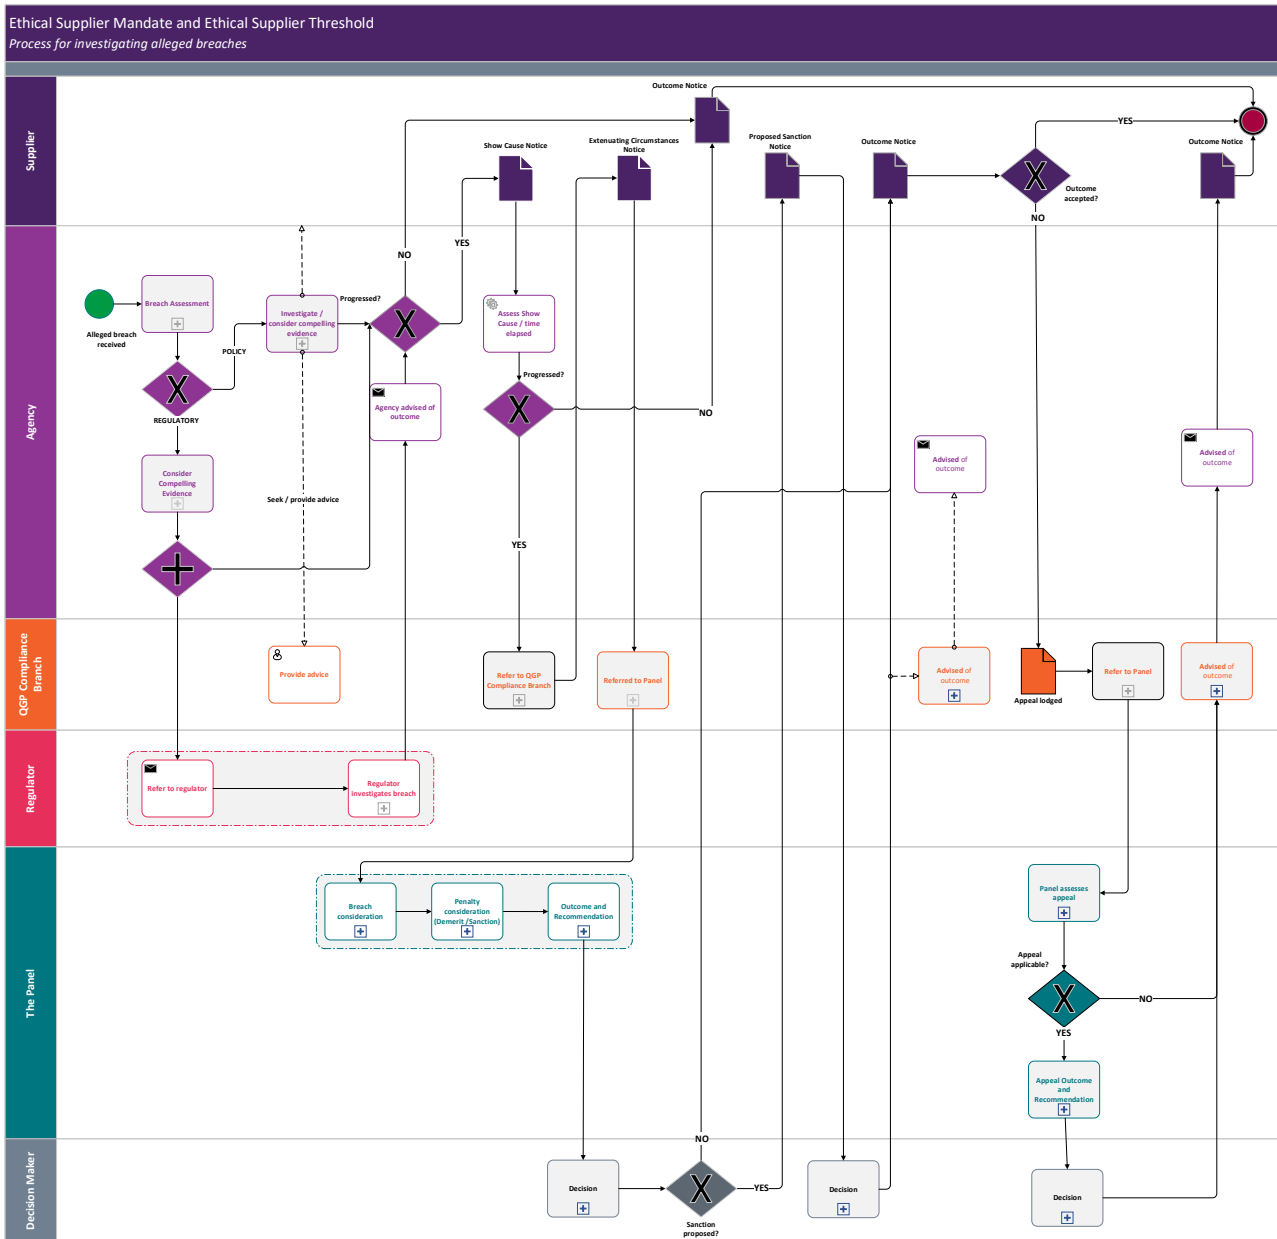 Ethical Supplier Mandate and Ethical Supplier Threshold
Process for investigating alleged breaches
Supplier
Outcome Notice
Show Cause Notice
Extenuating Circumstances
Notice
Proposed Sanction
Notice
Outcome Notice
YES
Outcome
accepted?
NO
Outcome Notice
Agency
Alleged breach
received
Breach Assessment
POLICY
REGULATORY
Consider
Compelling
Evidence
Investigate /
consider compelling
evidence
Seek / provide advice
Progressed?
NO
YES
Agency advised of
outcome
Assess Show
Cause / time
elapsed
Progressed?
NO
YES
Advised of
outcome
Advised of
outcome
QGP Compliance
Branch
Provide advice
Refer to QGP
Compliance Branch
Referred to Panel
Advised of
outcome
Appeal lodged
Refer to Panel
Advised of
outcome
Regulator
Refer to regulator
Regulator
investigates breach
The Panel
Breach
consideration
Penalty
consideration
(Demerit /Sanction)
Outcome and
Recommendation
Panel assesses
appeal
Appeal
applicable?
NO
YES
Appeal Outcome
and
Recommendation
Decision Maker
Decision
NO
YES
Sanction
proposed?
Decision
Decision